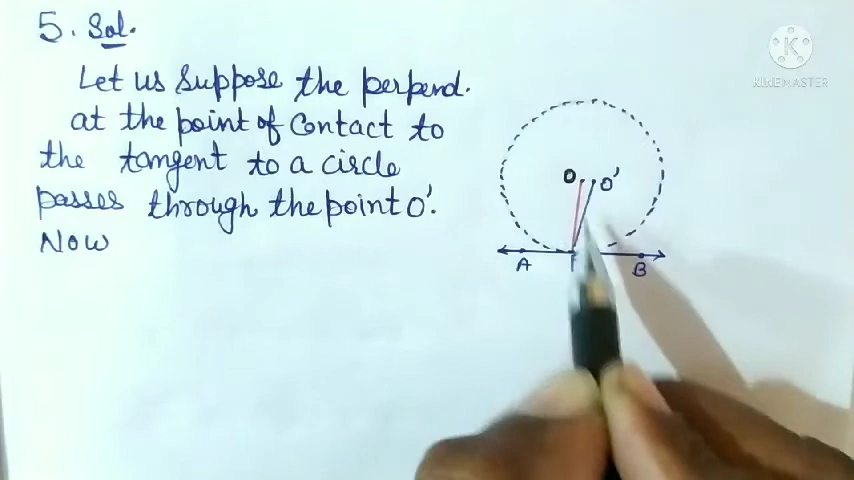 5. Sol.
Let us suppose the perpend.
at the point of Contact to
the tangent to a circle
passes through the point O'.
Now
O O'
A B
K
KINEMASTER